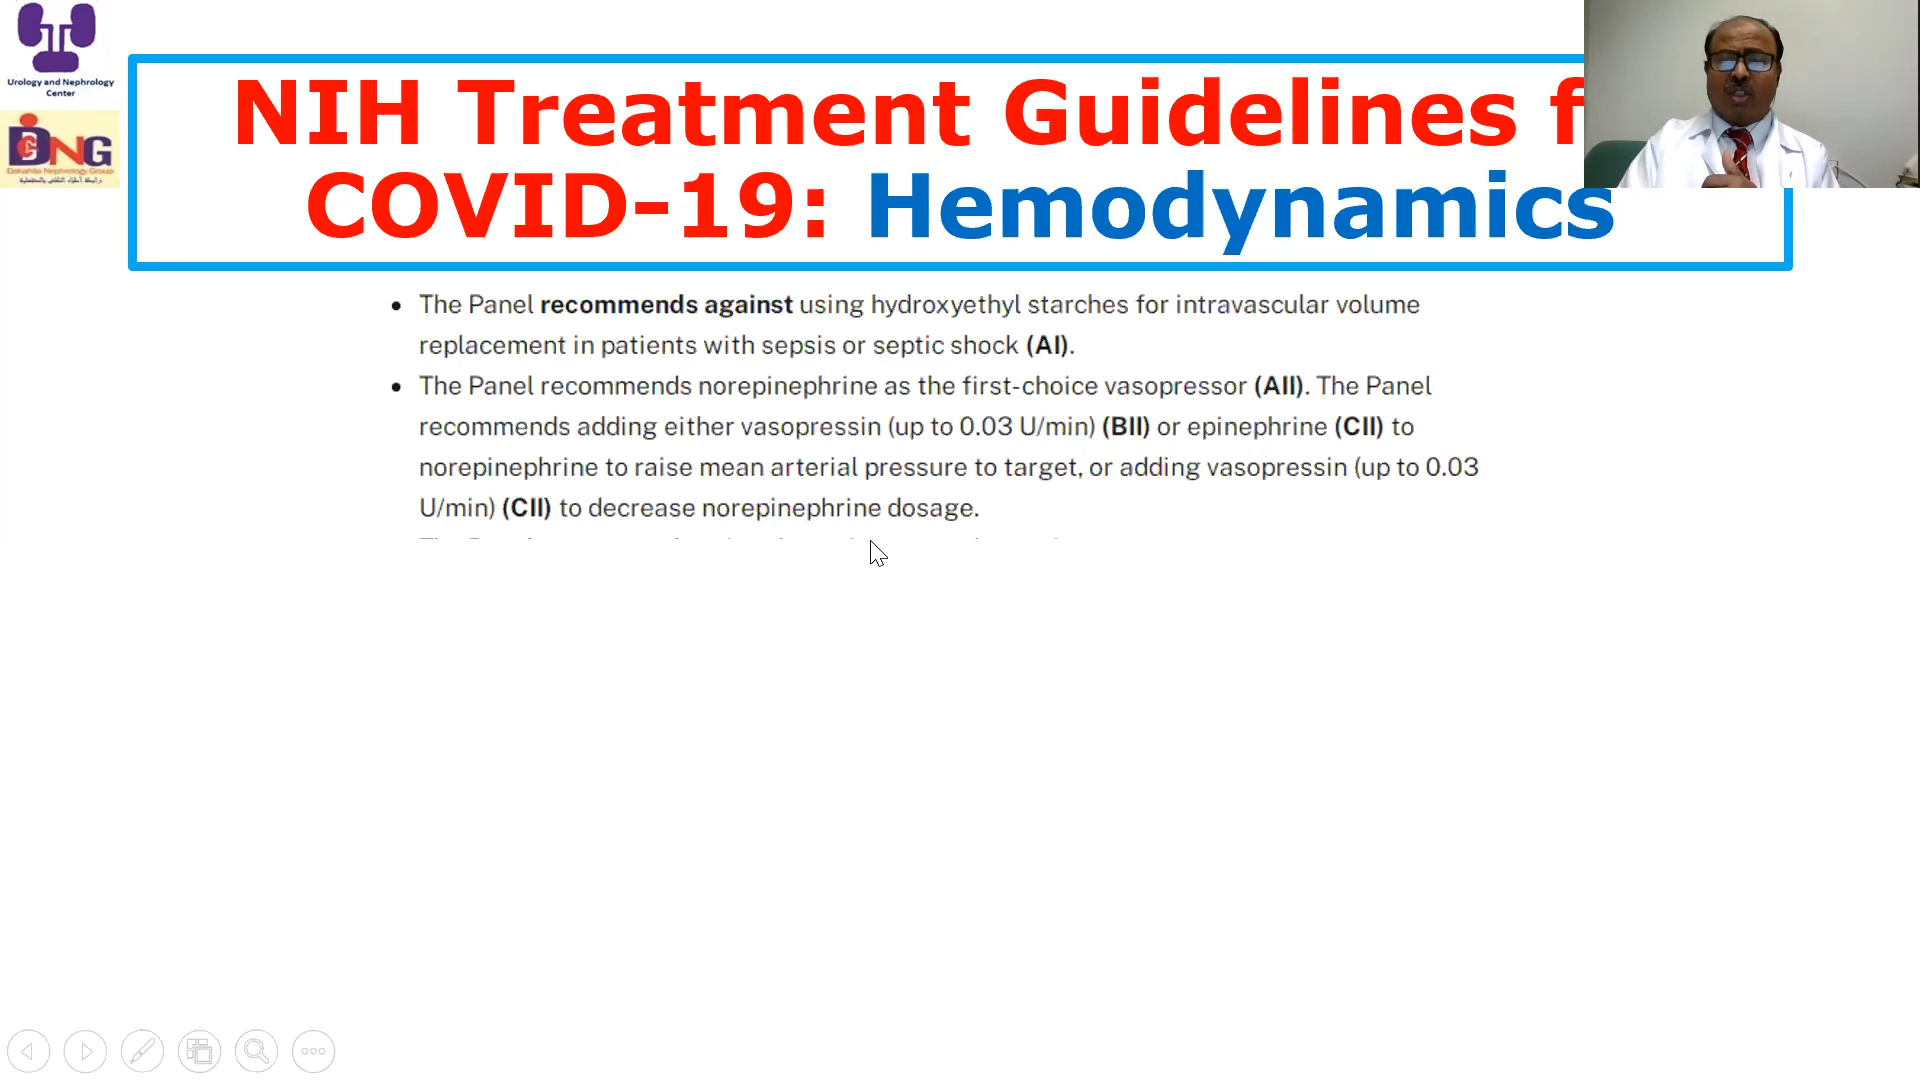 Urology and Nephrology
Center
DNG
Dakahlia Nephrology Group
NIH Treatment Guidelines f
COVID-19: Hemodynamics
• The Panel recommends against using hydroxyethyl starches for intravascular volume
replacement in patients with sepsis or septic shock (AI).
• The Panel recommends norepinephrine as the first-choice vasopressor (AII). The Panel
recommends adding either vasopressin (up to 0.03 U/min) (BII) or epinephrine (CII) to
norepinephrine to raise mean arterial pressure to target, or adding vasopressin (up to 0.03
U/min) (CII) to decrease norepinephrine dosage.